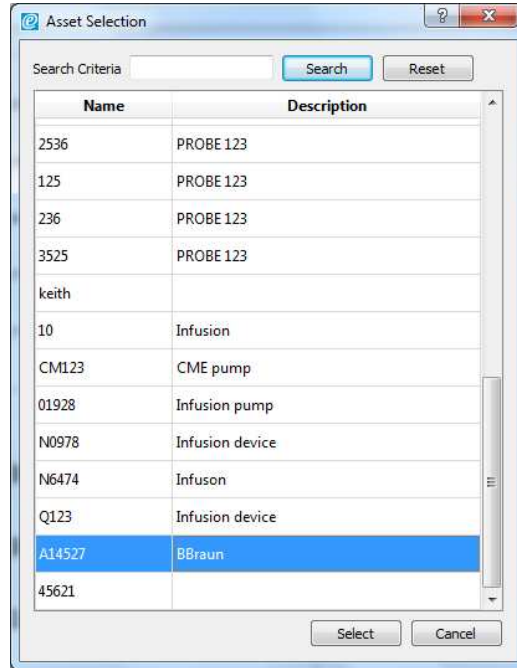 Asset Selection
Search Criteria Search Reset
Name Description
2536 PROBE 123
125 PROBE 123
236 PROBE 123
3525 PROBE 123
keith
10 Infusion
CM123 CME pump
01928 Infusion pump
N0978 Infusion device
N6474 Infuson
Q123 Infusion device
A14527 BBraun
45621
Select Cancel